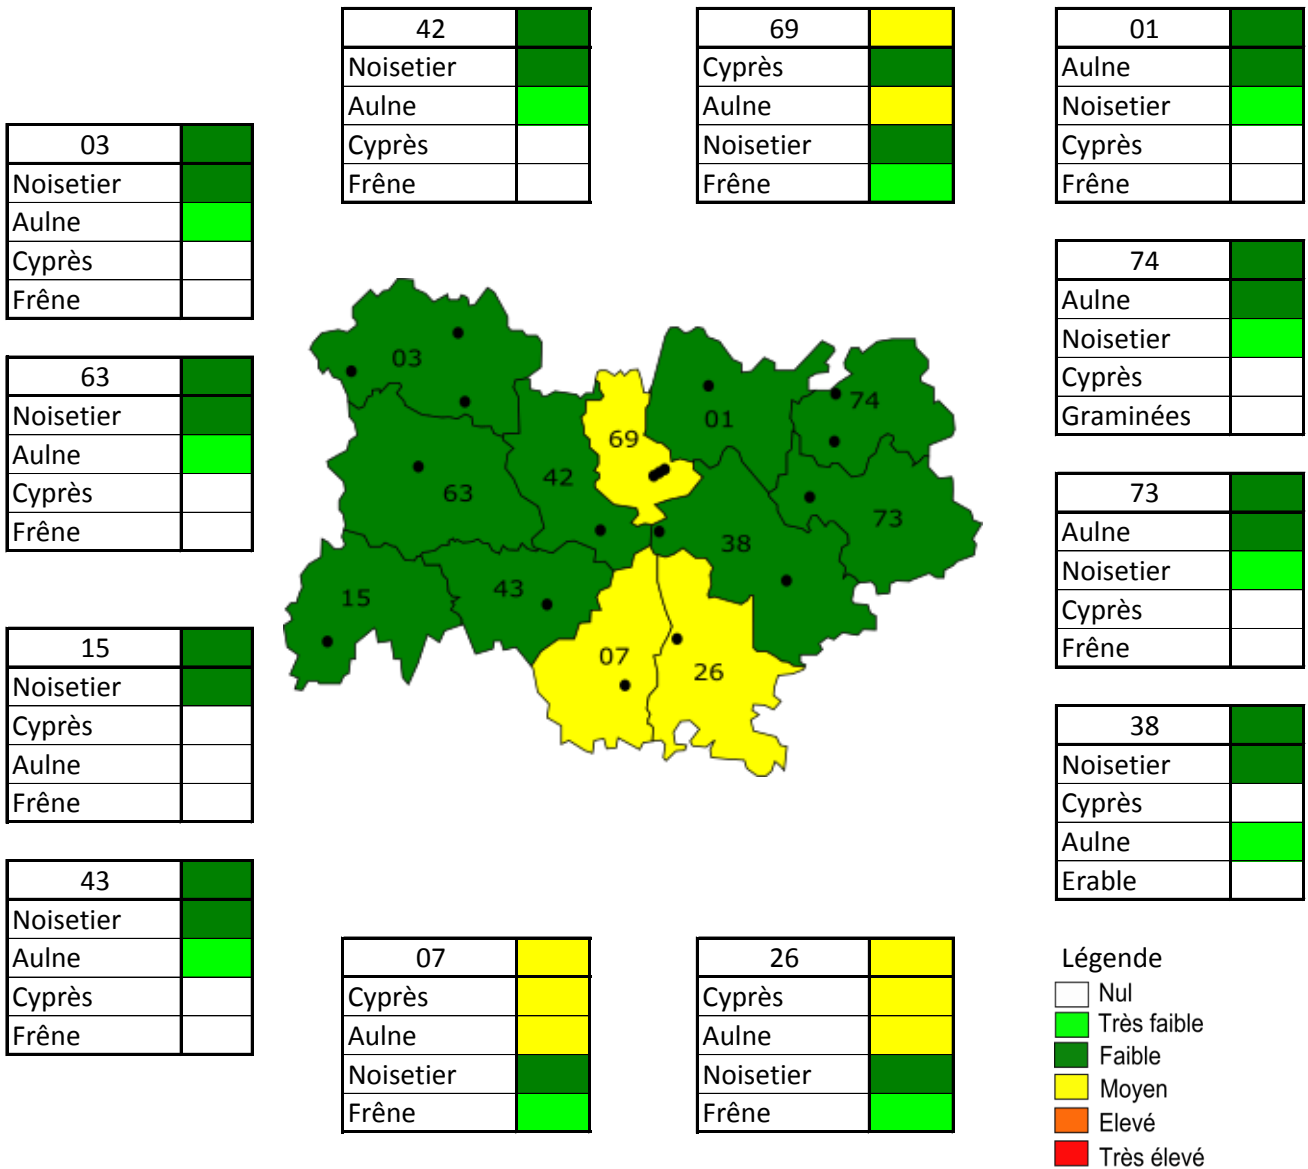 42
Noisetier
Aulne
Cyprès
Frêne
69
Cyprès
Aulne
Noisetier
Frêne
01
Aulne
Noisetier
Cyprès
Frêne
03
Noisetier
Aulne
Cyprès
Frêne
74
Aulne
Noisetier
Cyprès
Graminées
63
Noisetier
Aulne
Cyprès
Frêne
03
74
01
69
42
63
73
38
43
15
07
26
73
Aulne
Noisetier
Cyprès
Frêne
15
Noisetier
Cyprès
Aulne
Frêne
38
Noisetier
Cyprès
Aulne
Erable
43
Noisetier
Aulne
Cyprès
Frêne
07
Cyprès
Aulne
Noisetier
Frêne
26
Cyprès
Aulne
Noisetier
Frêne
Légende
Nul
Très faible
Faible
Moyen
Elevé
Très élevé